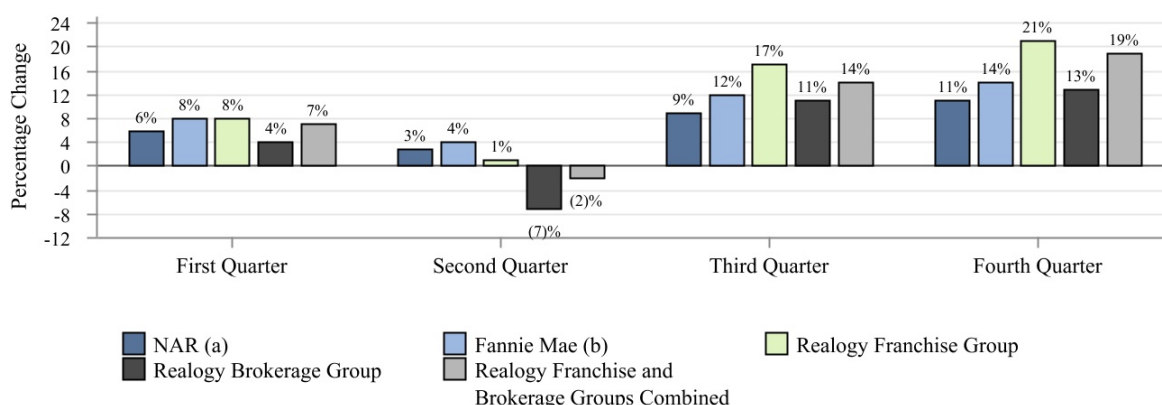 24
20
16
12
8
4
0
-4
-8
-12
Percentage Change
6%
8%
8%
4%
7%
3%
4%
1%
(7)%
(2)%
9%
12%
17%
11%
14%
11%
14%
21%
13%
19%
First Quarter
Second Quarter
Third Quarter
Fourth Quarter
NAR (a)
Fannie Mae (b)
Realogy Franchise Group
Realogy Brokerage Group
Realogy Franchise and
Brokerage Groups Combined